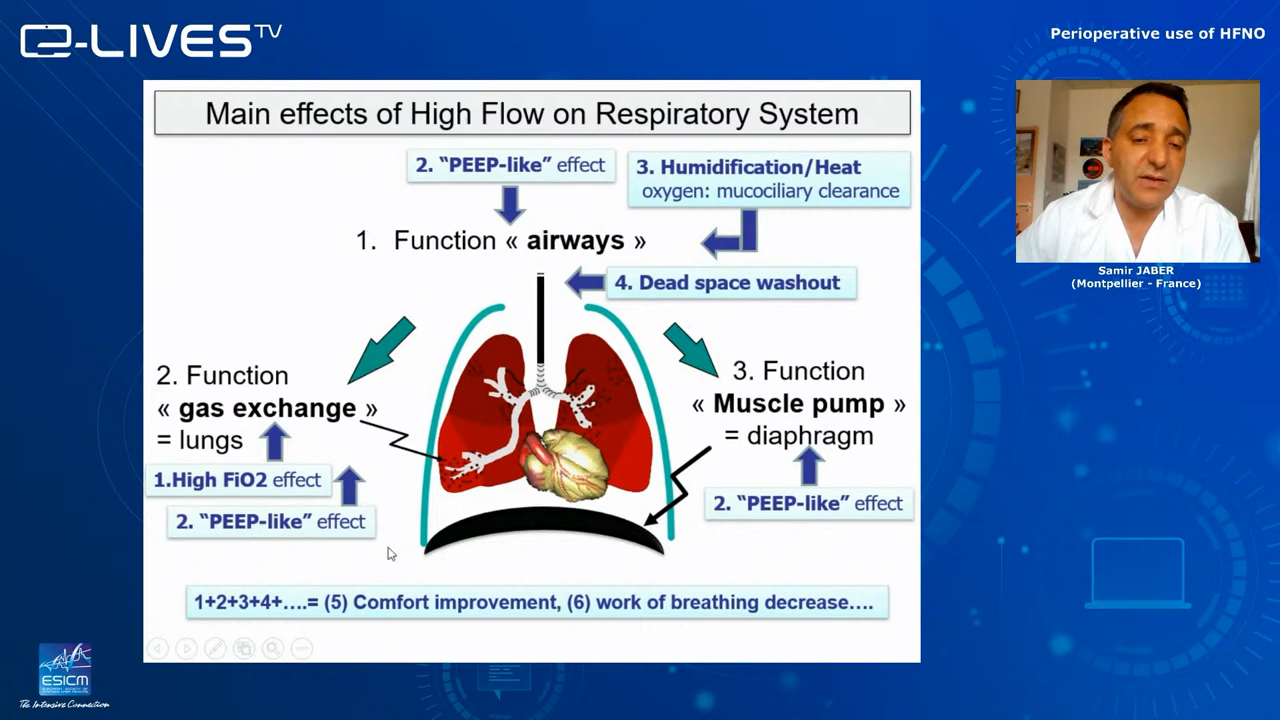 e-LIVES TV
Perioperative use of HFNO
Main effects of High Flow on Respiratory System
2. “PEEP-like” effect
3. Humidification/Heat
oxygen: mucociliary clearance
1. Function « airways »
4. Dead space washout
2. Function
« gas exchange »
= lungs
3. Function
« Muscle pump »
= diaphragm
1.High FiO2 effect
2. “PEEP-like” effect
2. “PEEP-like” effect
1+2+3+4+….= (5) Comfort improvement, (6) work of breathing decrease….
Samir JABER
(Montpellier - France)
ESICM
The Intensive Connection